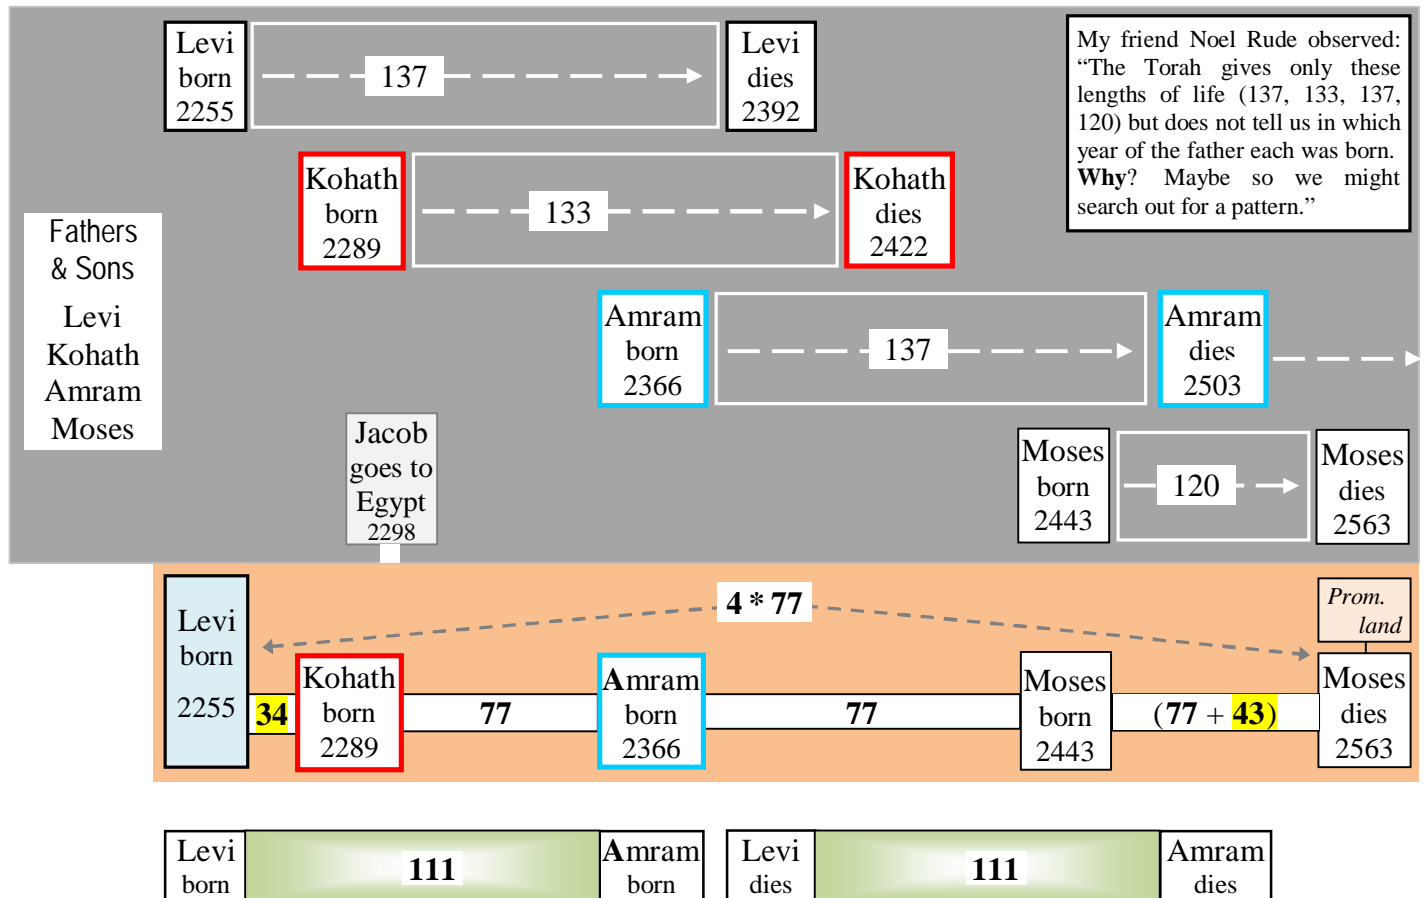 Levi
born
2255
137
Levi
dies
2392
My friend Noel Rude observed:
“The Torah gives only these
lengths of life (137, 133, 137,
120) but does not tell us in which
year of the father each was born.
Why? Maybe so we might
search out for a pattern.”
Kohath
born
2289
133
Kohath
dies
2422
Fathers
& Sons
Levi
Kohath
Amram
Moses
Amram
born
2366
137
Amram
dies
2503
Jacob
goes to
Egypt
2298
Moses
born
2443
120
Moses
dies
2563
Levi
born
2255
4 * 77
Prom.
land
34
Kohath
born
2289
77
Amram
born
2366
77
Moses
born
2443
(77 + 43)
Moses
dies
2563
Levi
born
111
Amram
born
Levi
dies
111
Amram
dies